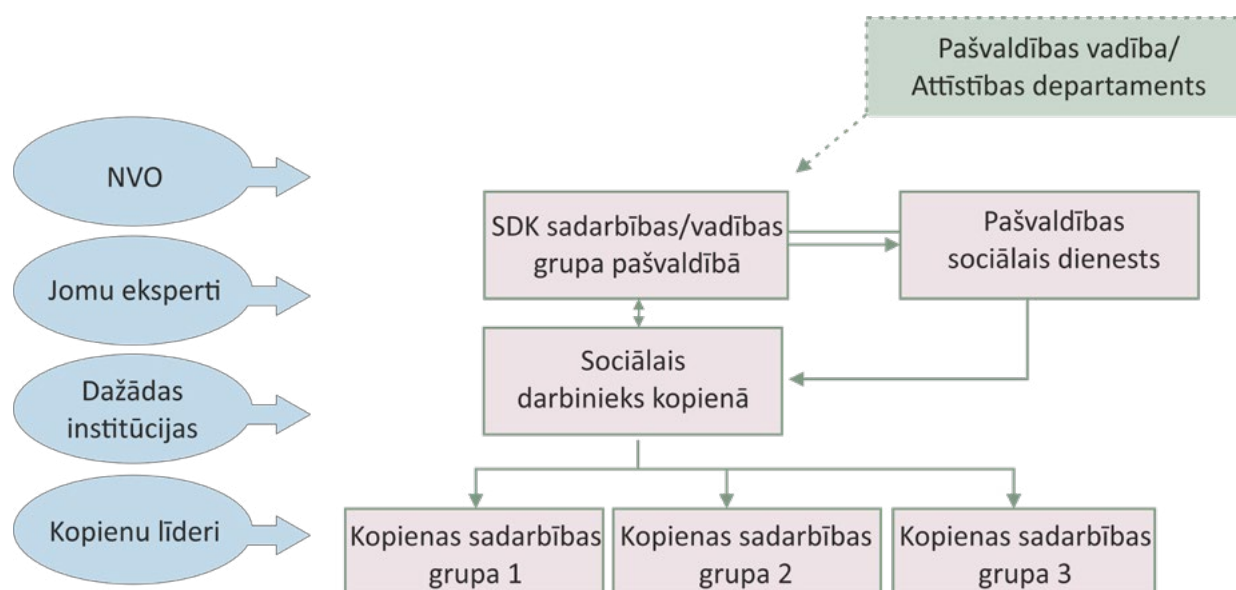 Pašvaldības vadība/
Attīstības departaments
NVO
SDK sadarbības/vadības
grupa pašvaldībā
Pašvaldības
sociālais dienests
Jomu eksperti
Sociālais
darbinieks kopienā
Dažādas
institūcijas
Kopienu līderi
Kopienas sadarbības
grupa 1
Kopienas sadarbības
grupa 2
Kopienas sadarbības
grupa 3